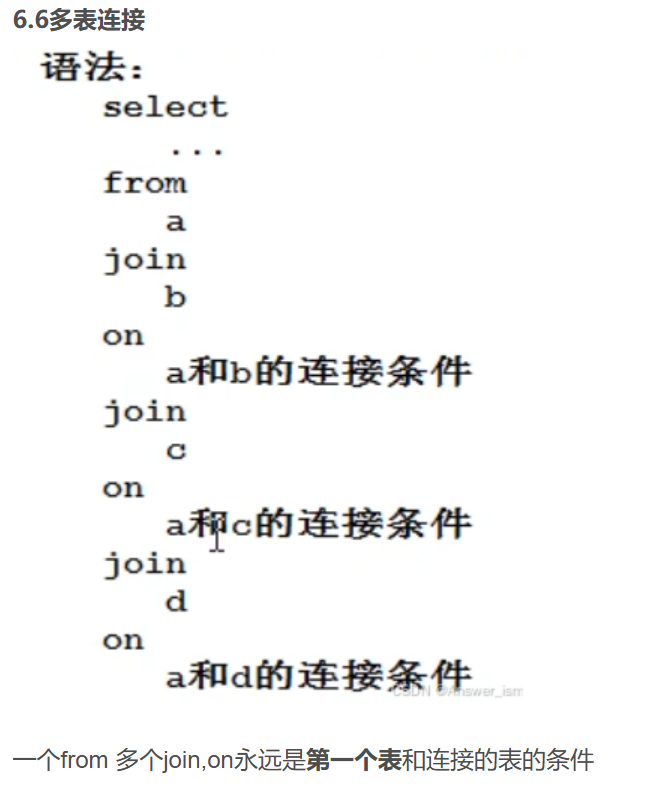 6.6多表连接
语法：
select
...
from
a
join
b
on
a和b的连接条件
join
c
on
a和c的连接条件
join
d
on
a和d的连接条件
CSDN @Answer_ism
一个from 多个join,on永远是第一个表和连接的表的条件